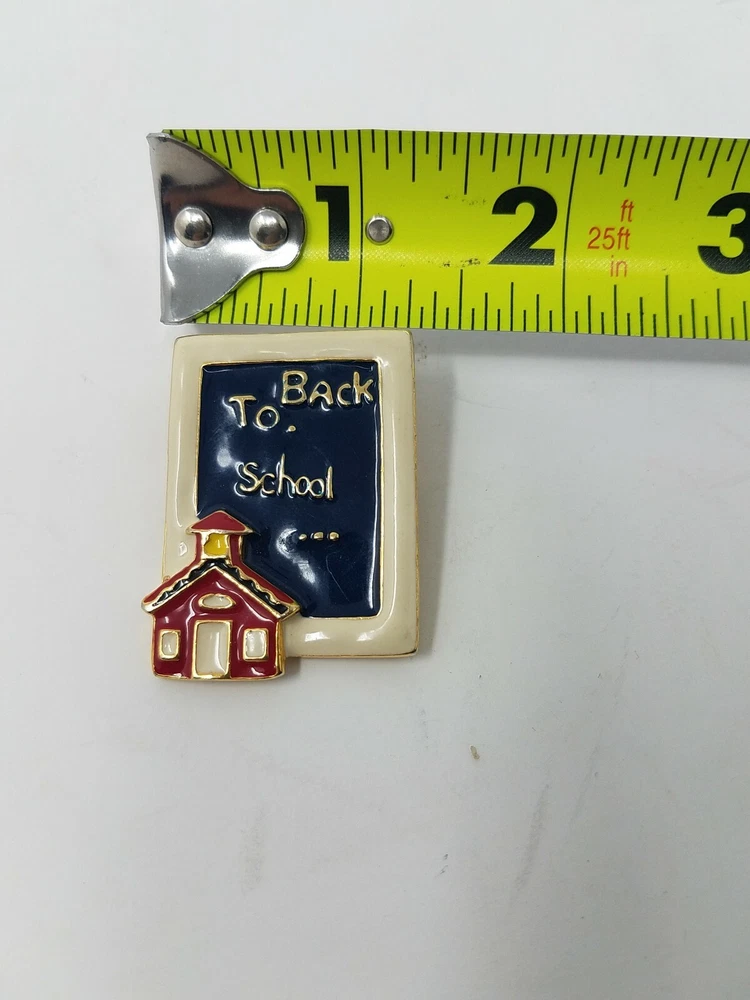 1 2 3
ft
25ft
in
Back
To.
School
....